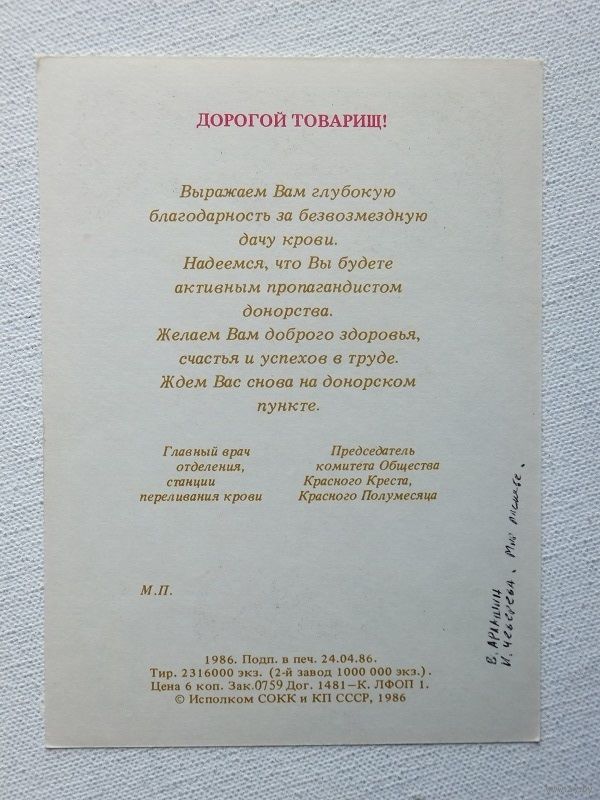 ДОРОГОЙ ТОВАРИЩ!
Выражаем Вам глубокую
благодарность за безвозмездную
дачу крови.
Надеемся, что Вы будете
активным пропагандистом
донорства.
Желаем Вам доброго здоровья,
счастья и успехов в труде.
Ждем Вас снова на донорском
пункте.
Главный врач
отделения,
станции
переливания крови
Председатель
комитета Общества
Красного Креста,
Красного Полумесяца
М.П.
1986. Подп. в печ. 24.04.86.
Тир. 2316000 экз. (2-й завод 1000 000 экз.).
Цена 6 коп. Зак.0759 Дог. 1481—К. ЛФОП 1.
© Исполком СОКК и КП СССР, 1986
В.
И.